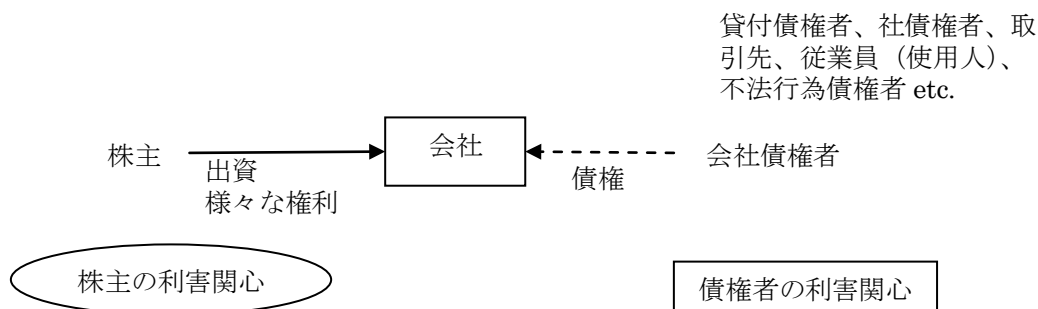 貸付債権者、社債権者、取
引先、従業員（使用人）、
不法行為債権者 etc.
株主
出資
様々な権利
会社
債権
会社債権者
株主の利害関心
債権者の利害関心